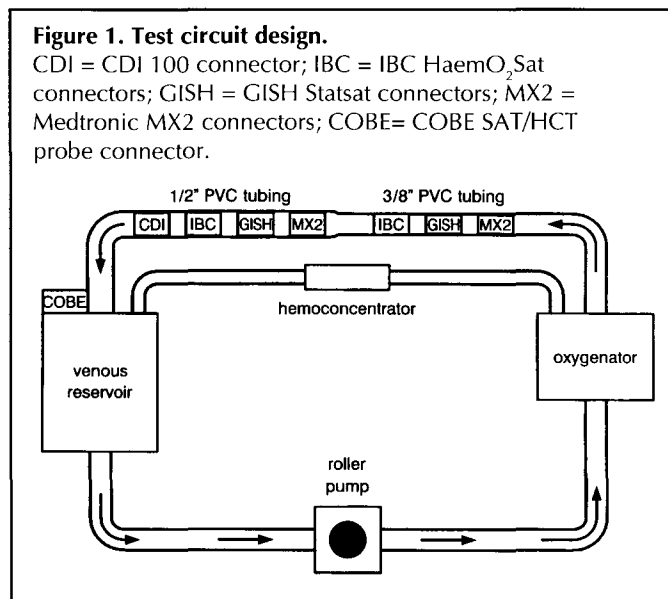 Figure 1. Test circuit design.
CDI = CDI 100 connector; IBC = IBC HaemO₂Sat
connectors; GISH = GISH Statsat connectors; MX2 =
Medtronic MX2 connectors; COBE= COBE SAT/HCT
probe connector.
1/2" PVC tubing
3/8" PVC tubing
CDI
IBC
GISH
MX2
IBC
GISH
MX2
COBE
hemoconcentrator
venous
reservoir
oxygenator
roller
pump